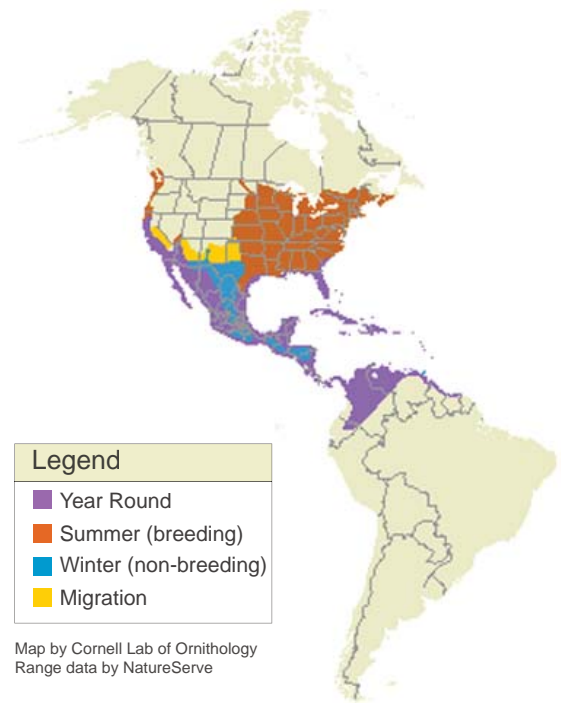 Legend
Year Round
Summer (breeding)
Winter (non-breeding)
Migration
Map by Cornell Lab of Ornithology
Range data by NatureServe